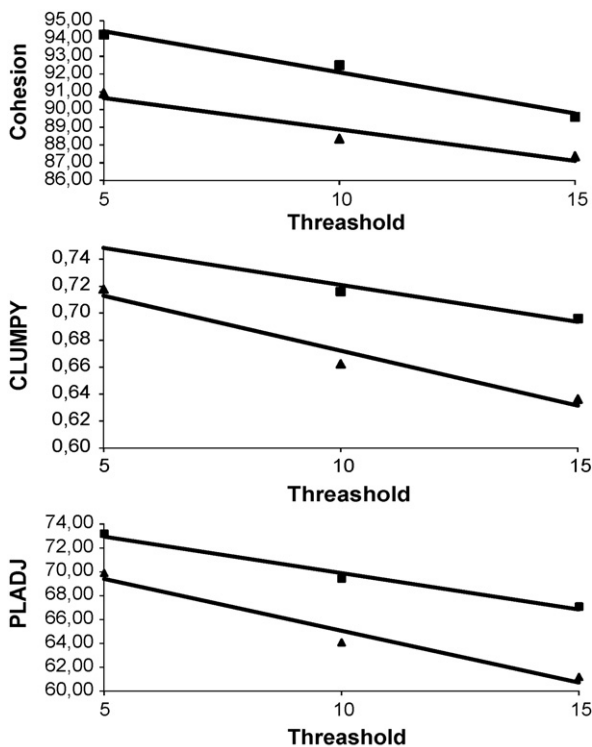 Cohesion
95,00
94,00
93,00
92,00
91,00
90,00
89,00
88,00
87,00
86,00
5 10 15
Threashold
CLUMPY
0,74
0,72
0,70
0,68
0,66
0,64
0,62
0,60
5 10 15
Threashold
PLADJ
74,00
72,00
70,00
68,00
66,00
64,00
62,00
60,00
5 10 15
Threashold